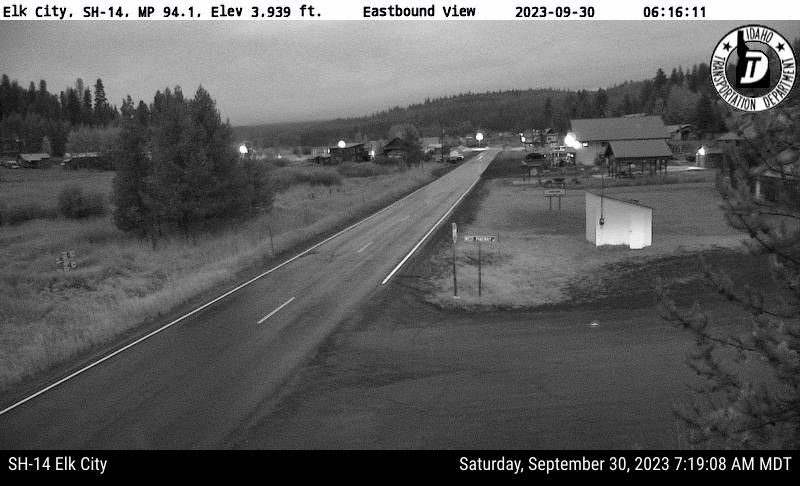 Elk City, SH-14, MP 94.1, Elev 3,939 ft. Eastbound View 2023-09-30 06:16:11
IDAHO
TRANSPORTATION DEPARTMENT
SH-14 Elk City
Saturday, September 30, 2023 7:19:08 AM MDT